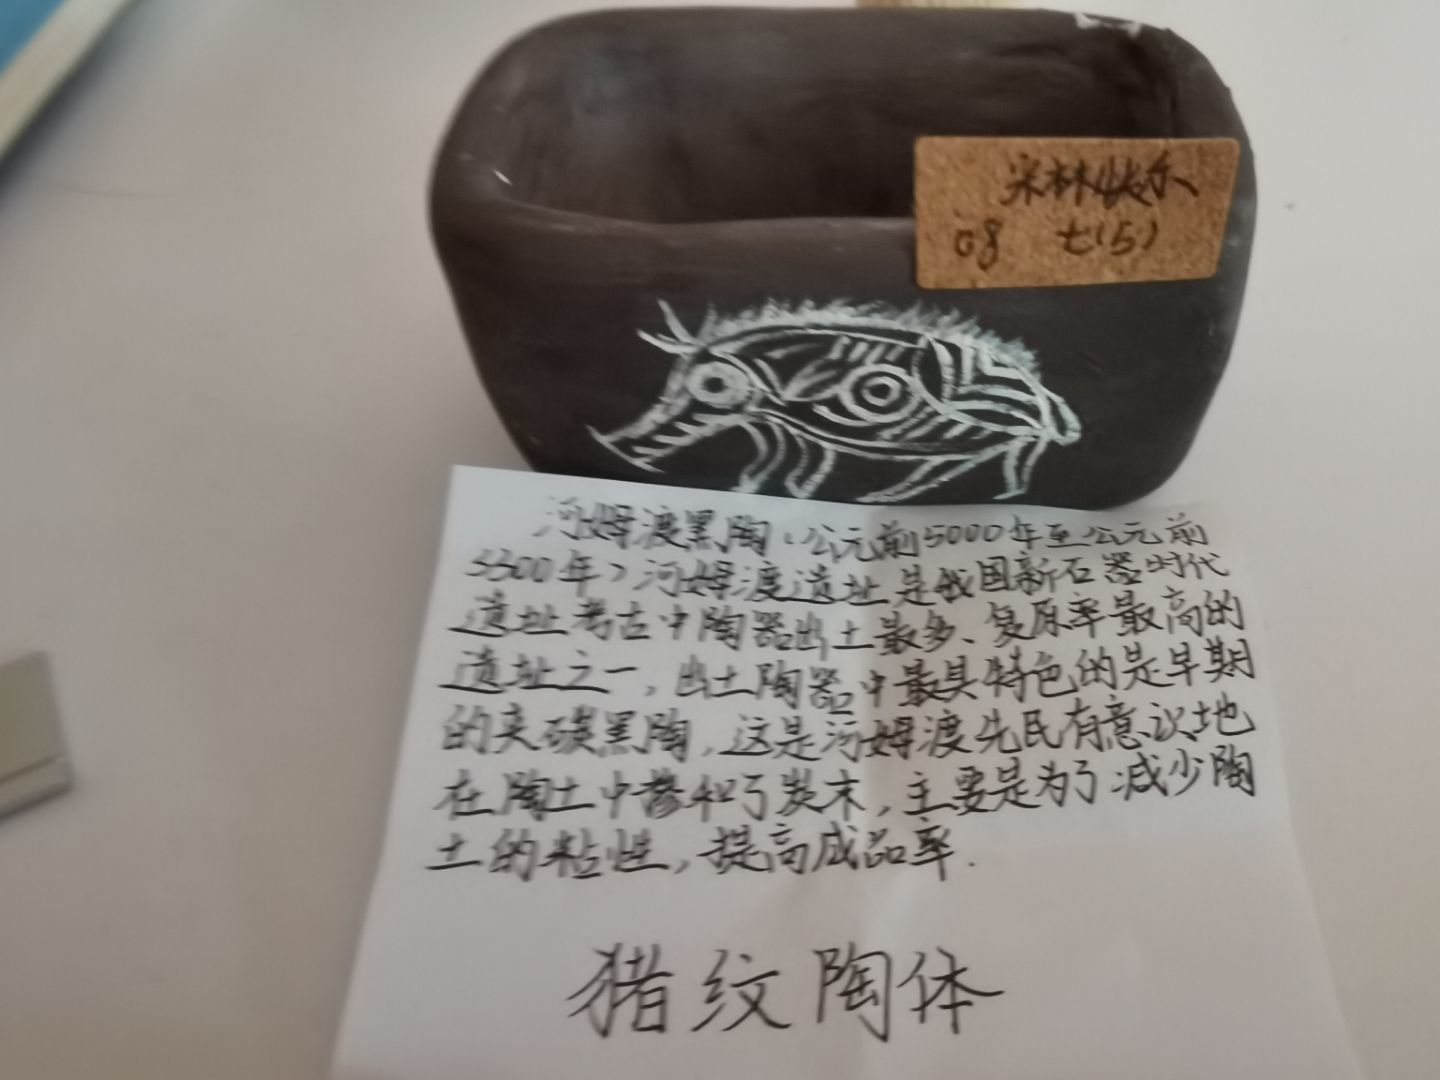 宋林
08 七(5)
河姆渡黑陶(公元前5000年至公元前
3300年)河姆渡遗址是我国新石器时代
遗址考古中陶器出土最多、复原率最高的
遗址之一,出土陶器中最具特色的是早期
的夹碳黑陶,这是河姆渡先民有意识地
在陶土中掺和了炭末,主要是为了减少陶
土的粘性,提高成品率.
猎纹陶体